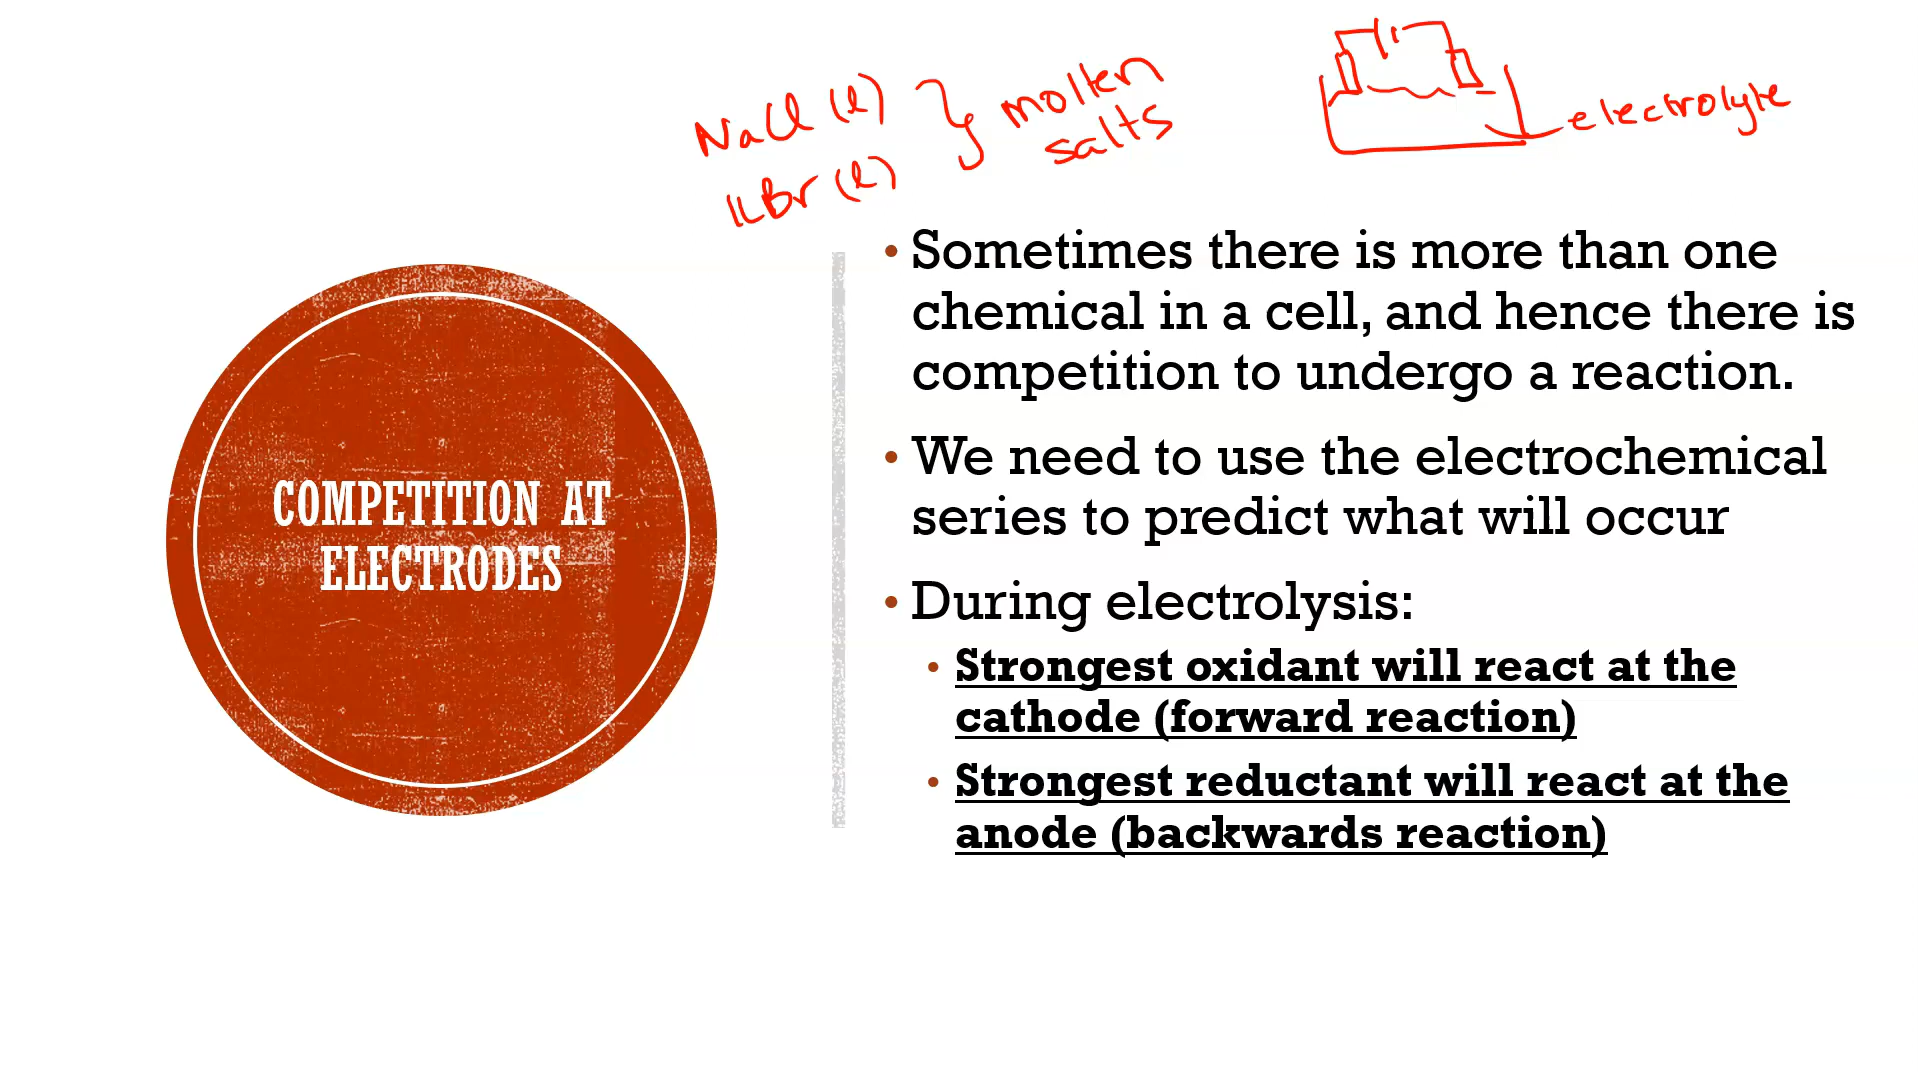 NaCl (l)
KBr (l)
molten
salts
electrolyte
COMPETITION AT
ELECTRODES
• Sometimes there is more than one
chemical in a cell, and hence there is
competition to undergo a reaction.
• We need to use the electrochemical
series to predict what will occur
• During electrolysis:
• Strongest oxidant will react at the
cathode (forward reaction)
• Strongest reductant will react at the
anode (backwards reaction)